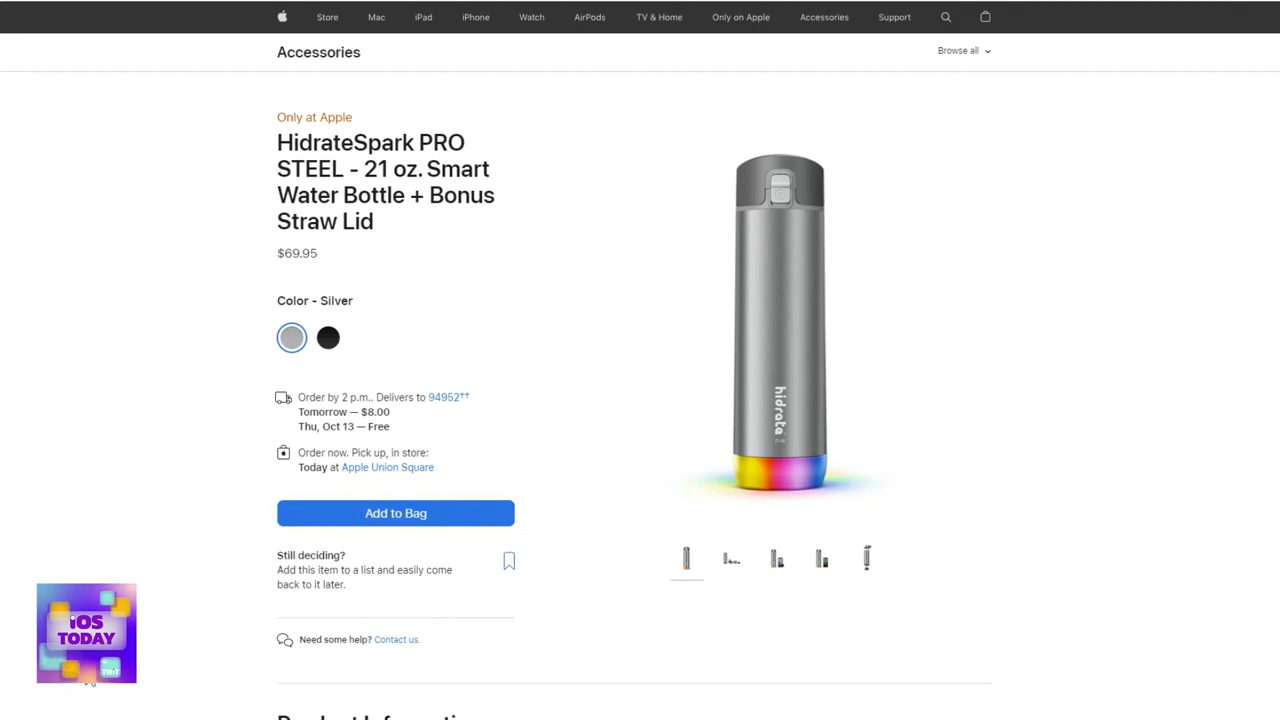 Store Mac iPad iPhone Watch AirPods TV & Home Only on Apple Accessories Support
Accessories
Browse all
Only at Apple
HidrateSpark PRO
STEEL - 21 oz. Smart
Water Bottle + Bonus
Straw Lid
$69.95
Color - Silver
Order by 2 p.m.. Delivers to 94952††
Tomorrow — $8.00
Thu, Oct 13 — Free
Order now. Pick up, in store:
Today at Apple Union Square
Add to Bag
Still deciding?
Add this item to a list and easily come
back to it later.
Need some help? Contact us.
hidrate
iOS
TODAY
TWiT